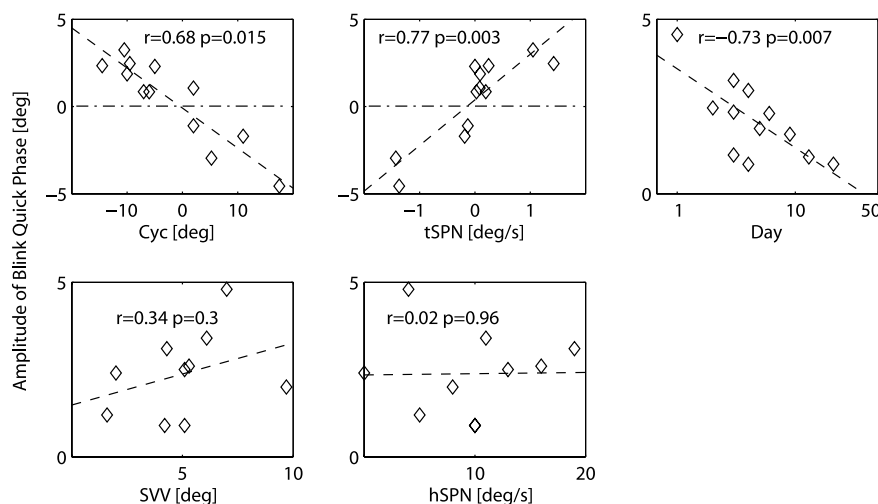 Amplitude of Blink Quick Phase [deg]
5
0
−5
r=0.68 p=0.015
−10 0 10
Cyc [deg]
5
0
−5
r=0.77 p=0.003
−1 0 1
tSPN [deg/s]
5
0
r=−0.73 p=0.007
1 10 50
Day
5
0
r=0.34 p=0.3
5 10
SVV [deg]
5
0
r=0.02 p=0.96
10 20
hSPN [deg/s]